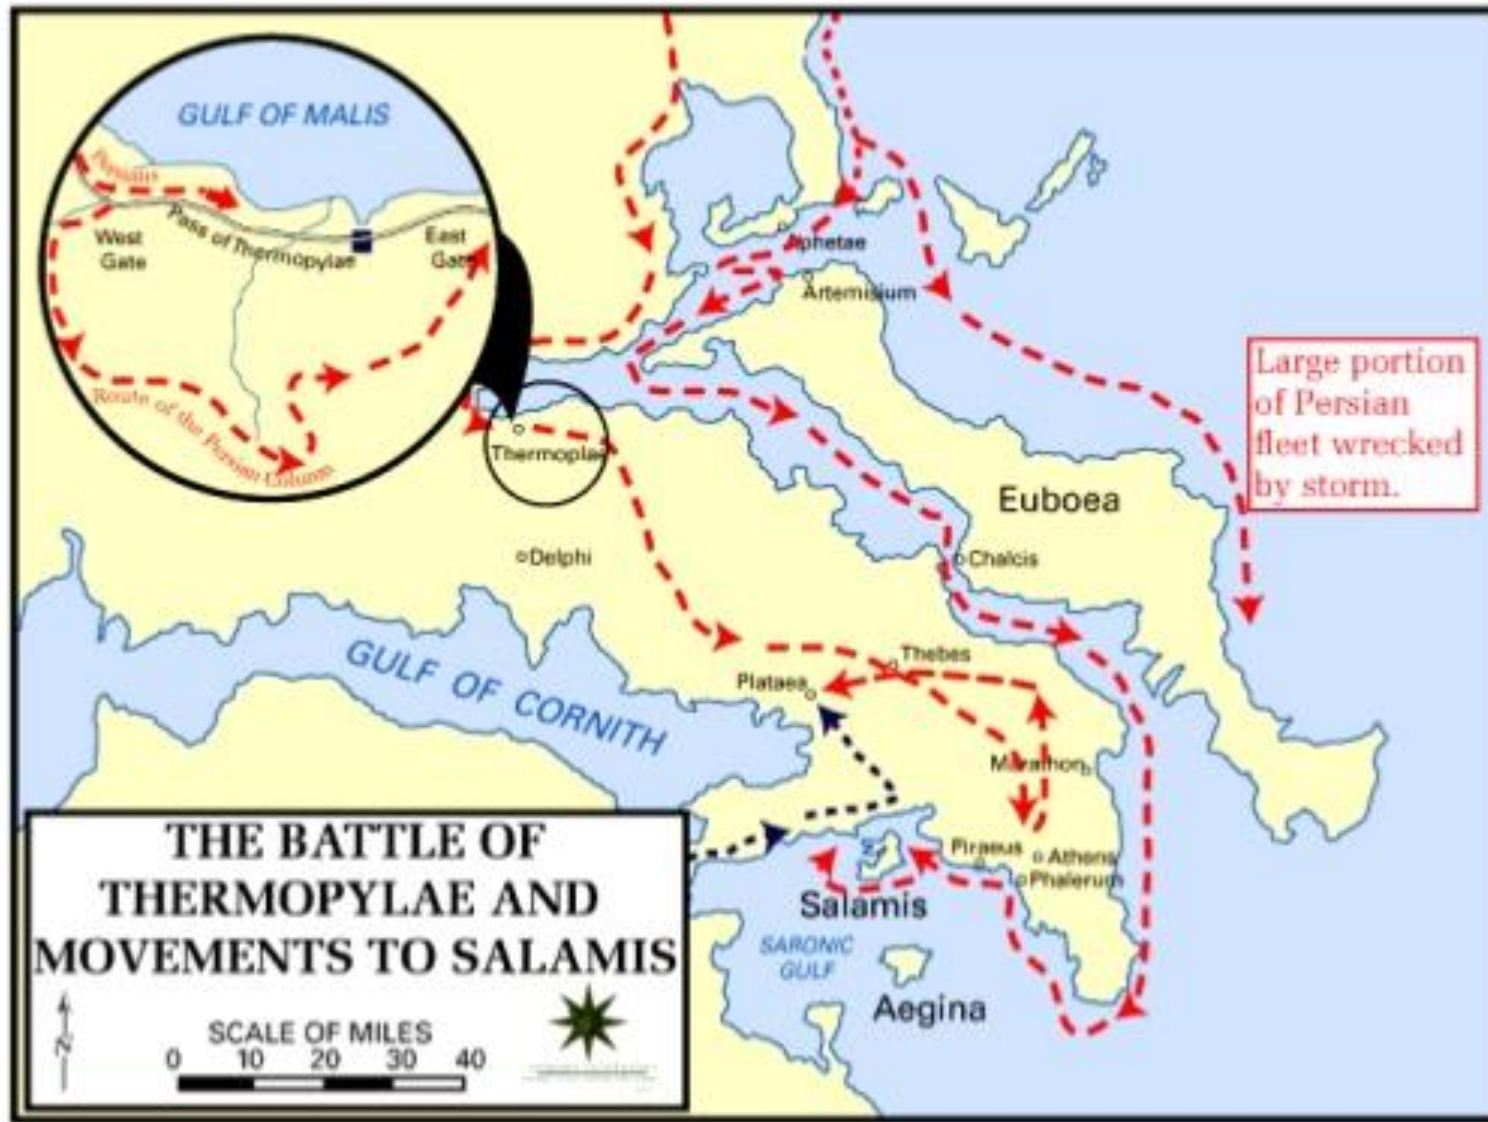 GULF OF MALIS
Persians
Pass of Thermopylae
West
Gate
East
Gate
Route of the Persian Column
Aphetae
Artemisium
Large portion
of Persian
fleet wrecked
by storm.
Thermoplae
Euboea
Delphi
Chalcis
GULF OF CORNITH
Thebes
Plataea
Marathon
Piraeus
Athens
Phalerum
Salamis
SARONIC
GULF
Aegina
THE BATTLE OF
THERMOPYLAE AND
MOVEMENTS TO SALAMIS
N
SCALE OF MILES
0 10 20 30 40